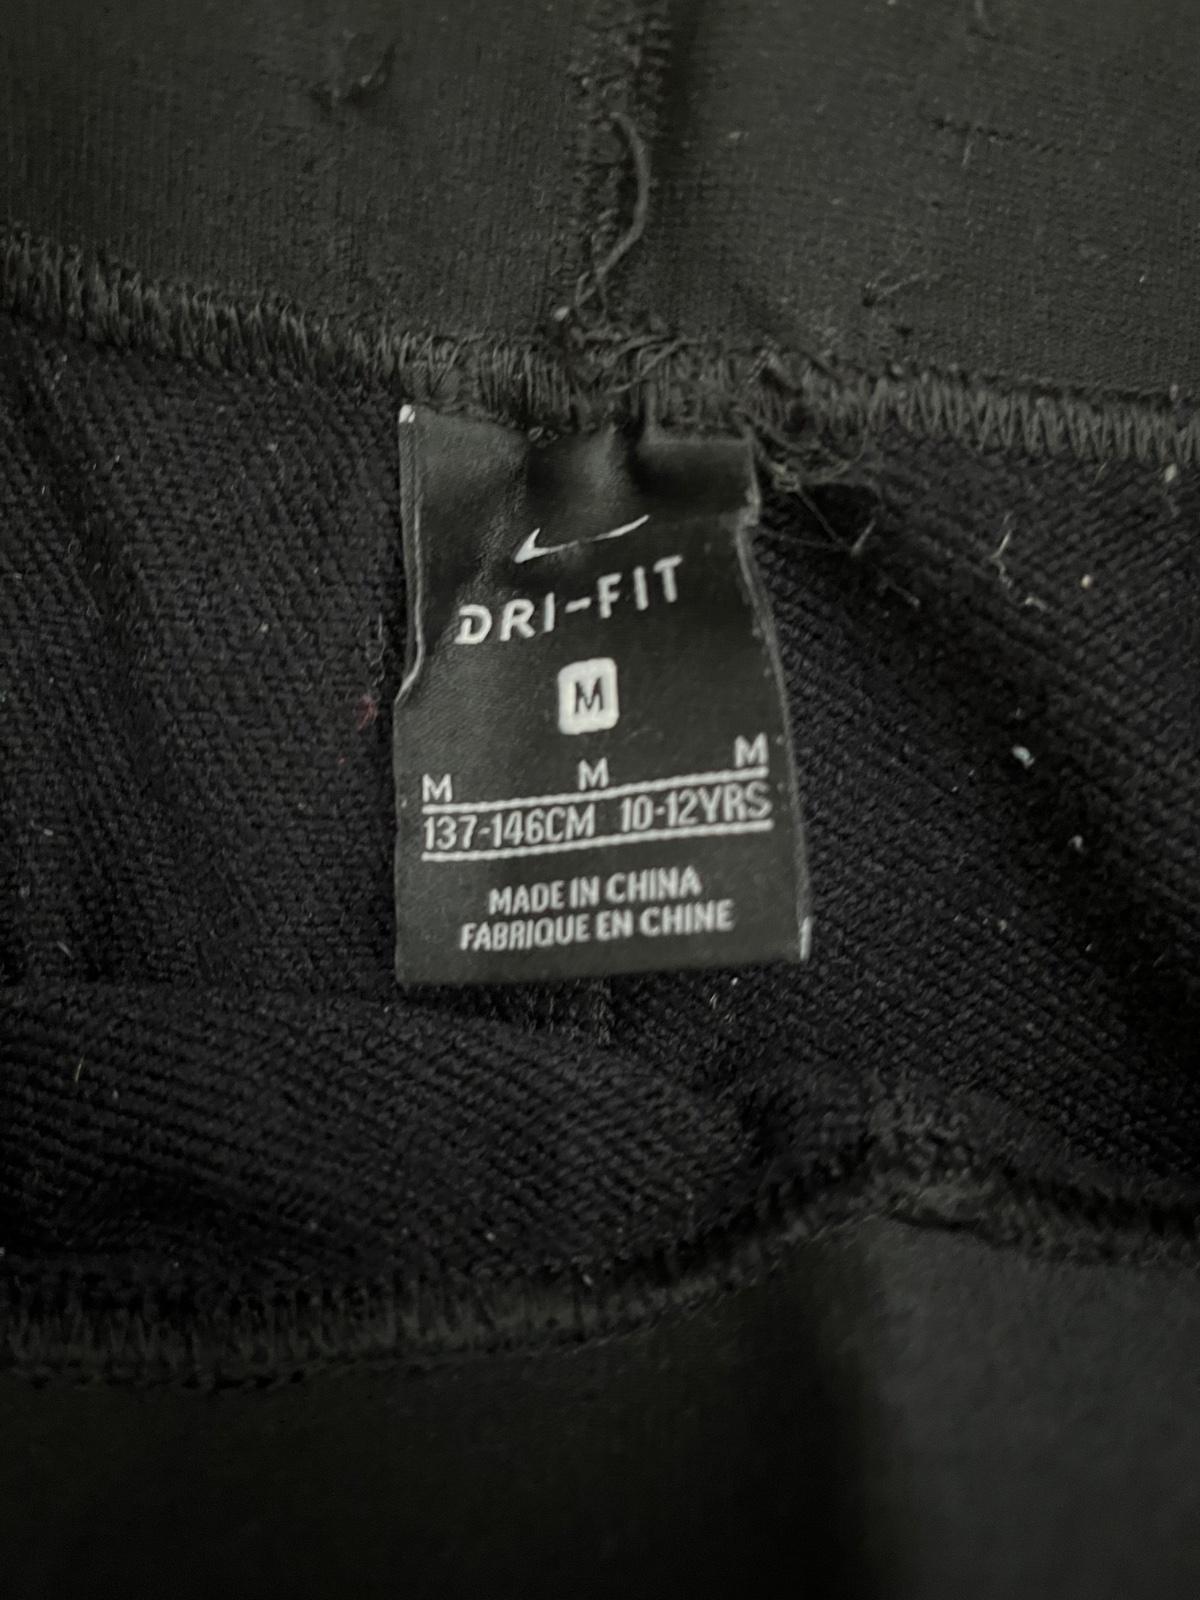 DRI-FIT
M
M M M
137-146CM 10-12YRS
MADE IN CHINA
FABRIQUE EN CHINE